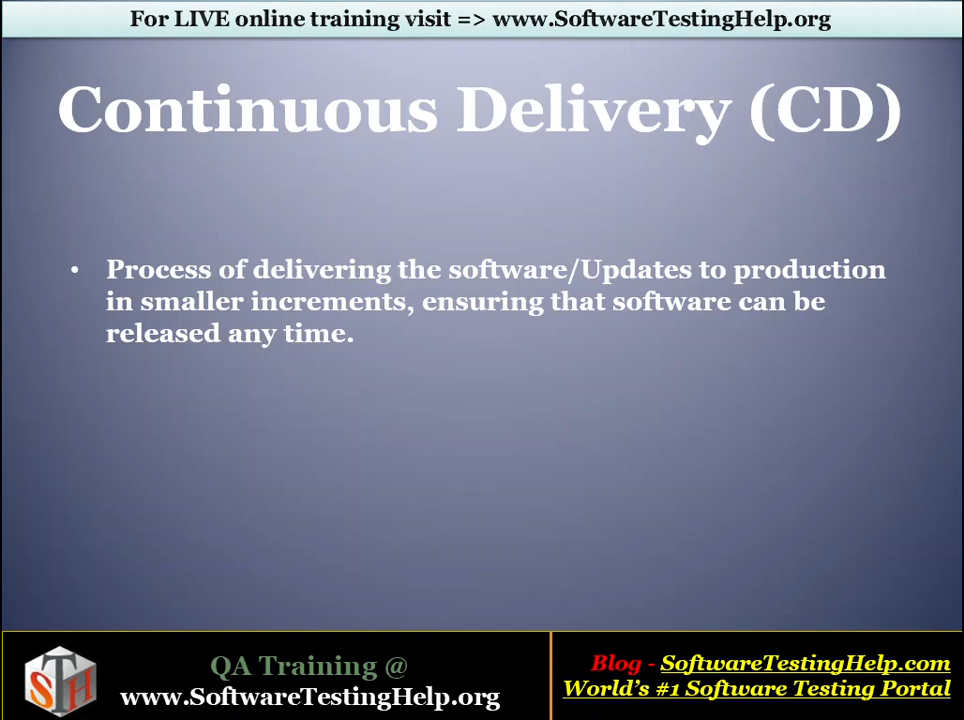 For LIVE online training visit => www.SoftwareTestingHelp.org
Continuous Delivery (CD)
• Process of delivering the software/Updates to production
in smaller increments, ensuring that software can be
released any time.
STH
QA Training @
www.SoftwareTestingHelp.org
Blog - SoftwareTestingHelp.com
World's #1 Software Testing Portal